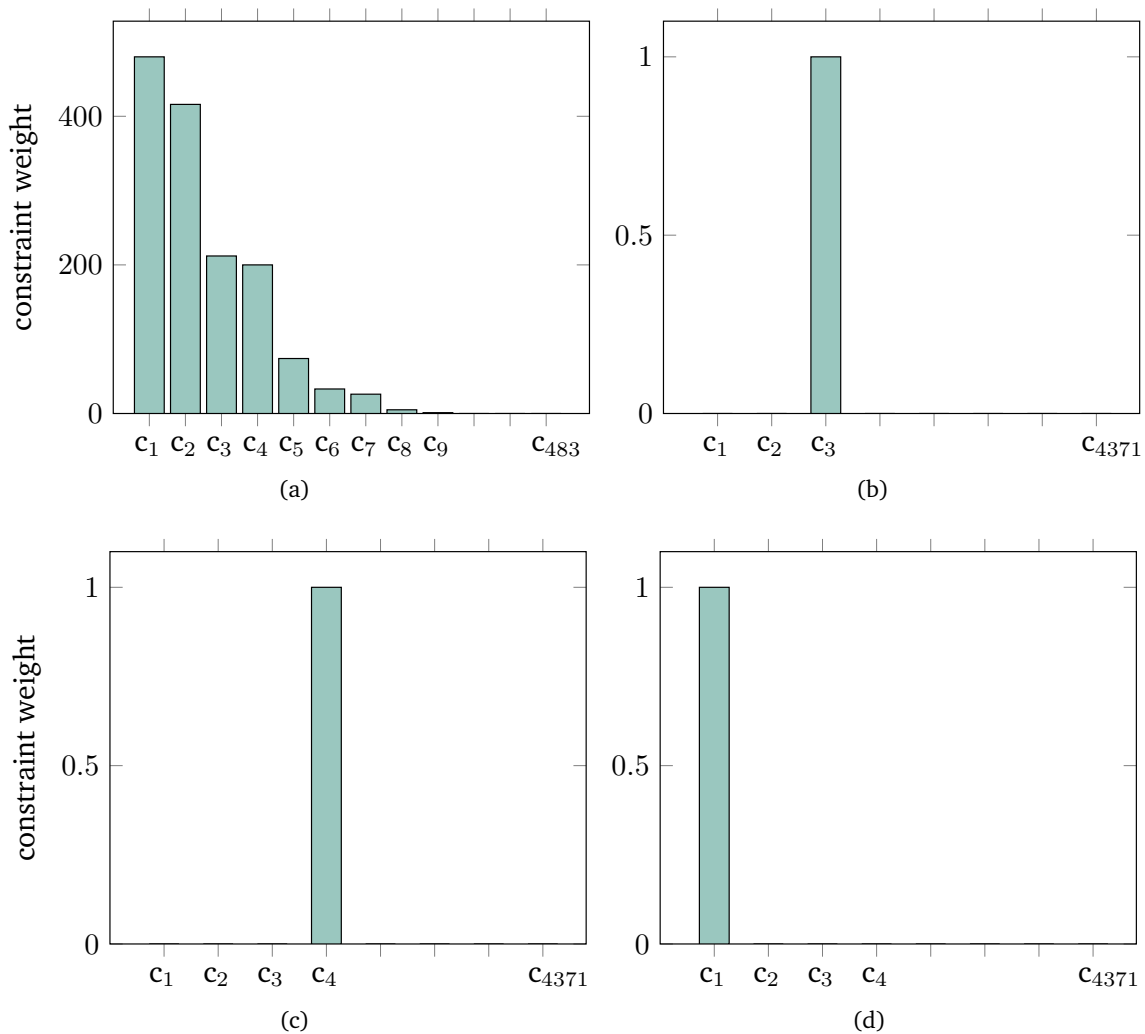 constraint weight
400
200
0
c₁ c₂ c₃ c₄ c₅ c₆ c₇ c₈ c₉ c₄₈₃
(a)
1
0.5
0
c₁ c₂ c₃ c₄₃₇₁
(b)
constraint weight
1
0.5
0
c₁ c₂ c₃ c₄ c₄₃₇₁
(c)
1
0.5
0
c₁ c₂ c₃ c₄ c₄₃₇₁
(d)